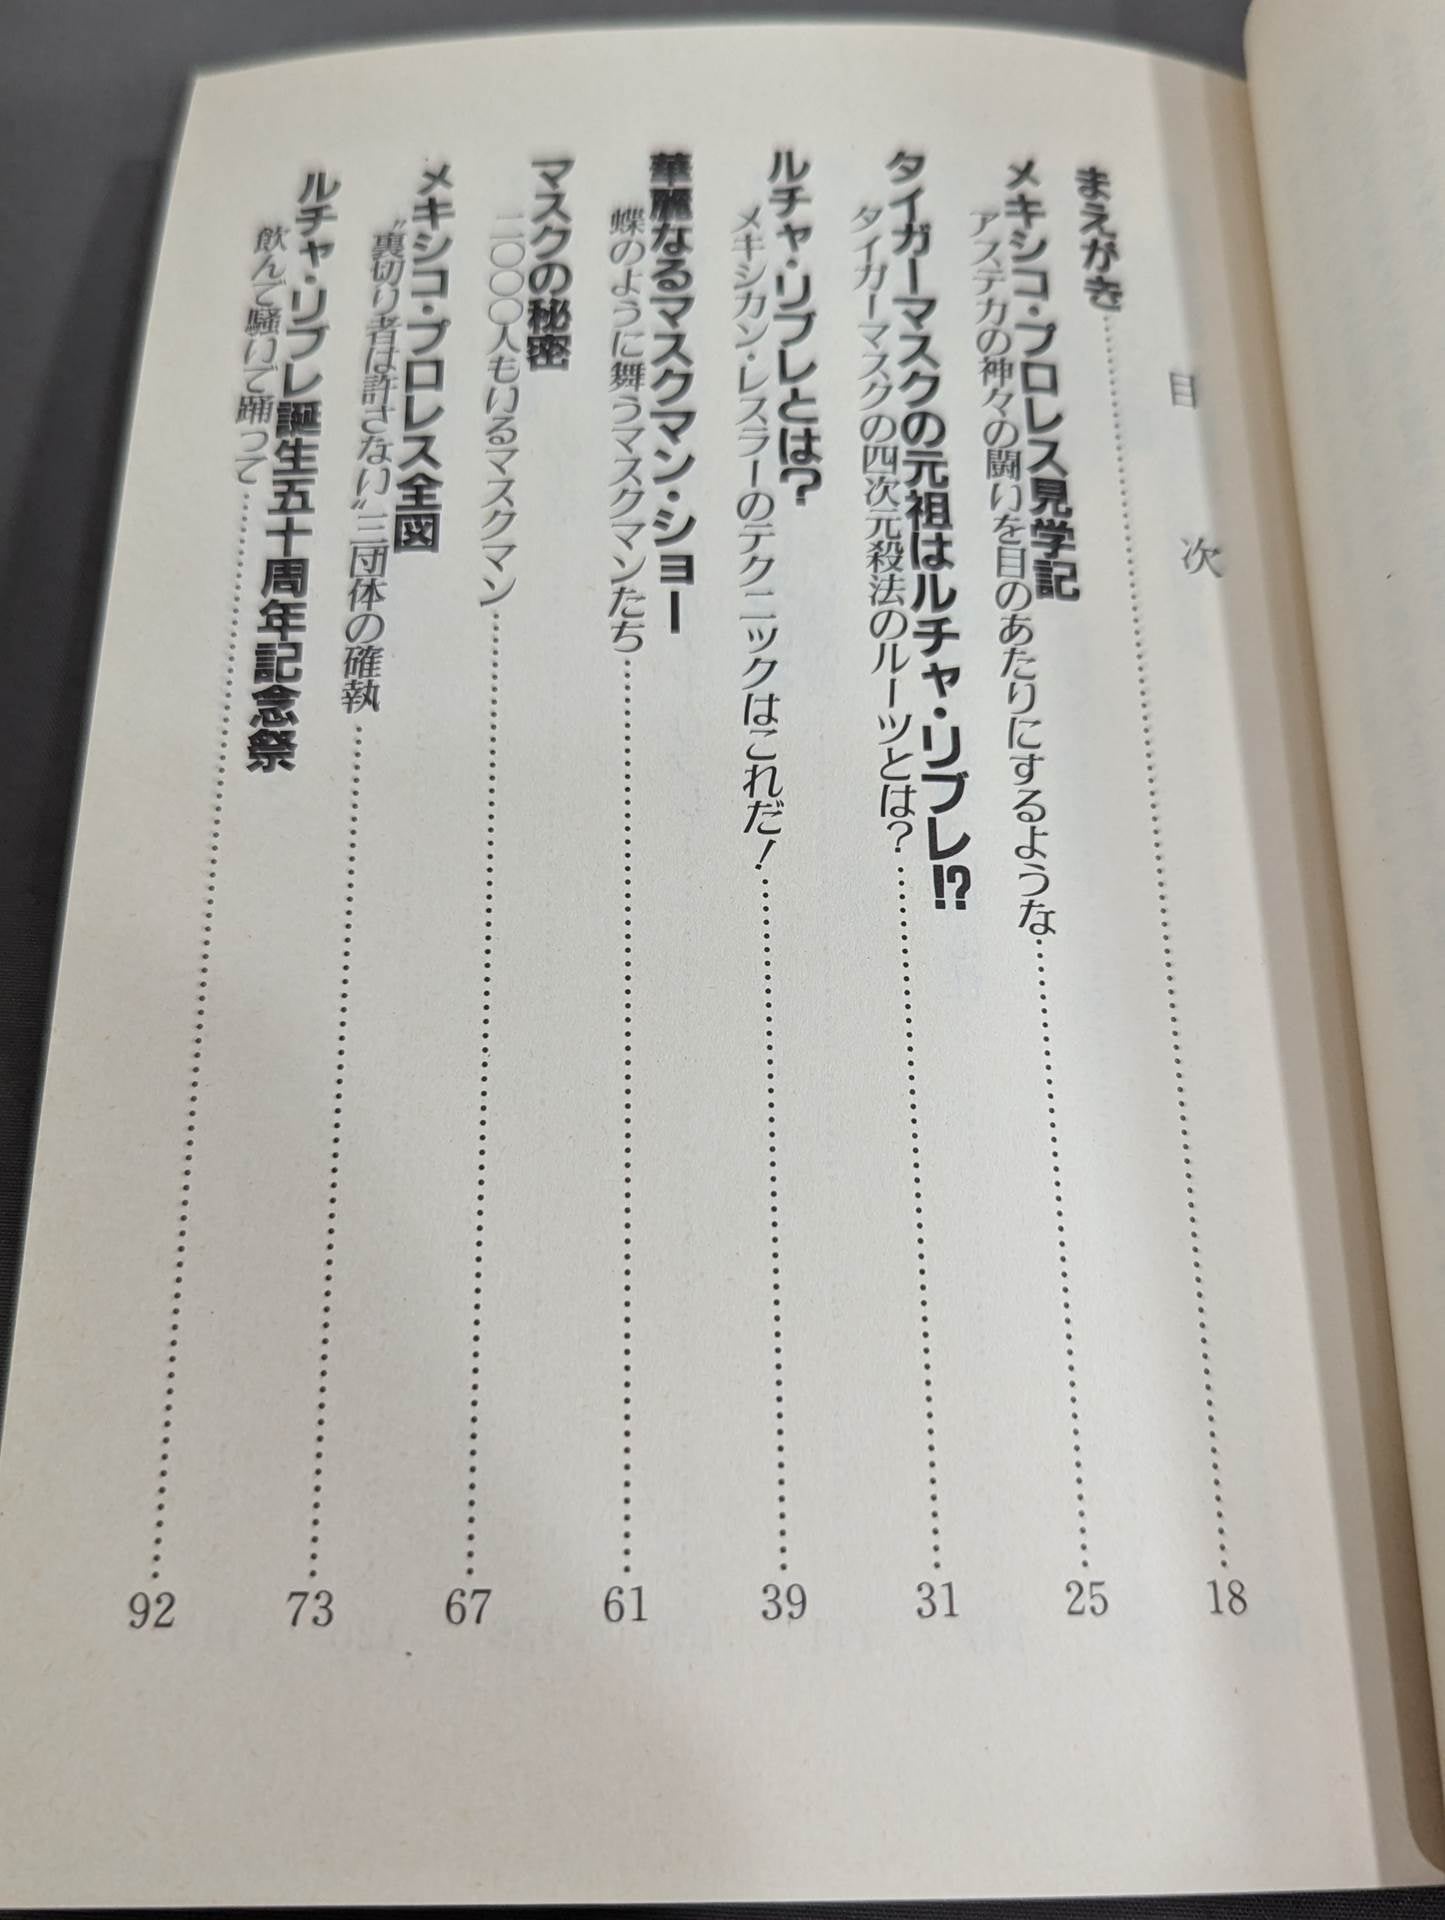 目次
まえがき……18
メキシコ・プロレス見学記
アステカの神々の闘いを目のあたりにするような……25
タイガーマスクの元祖はルチャ・リブレ!?
タイガーマスクの四次元殺法のルーツとは?……31
ルチャ・リブレとは?
メキシカン・レスラーのテクニックはこれだ!……39
華麗なるマスクマン・ショー
蝶のように舞うマスクマンたち……61
マスクの秘密
二〇〇〇人もいるマスクマン……67
メキシコ・プロレス全図
〝裏切り者は許さない〟三団体の確執……73
ルチャ・リブレ誕生五十周年記念祭
飲んで騒いで踊って……92